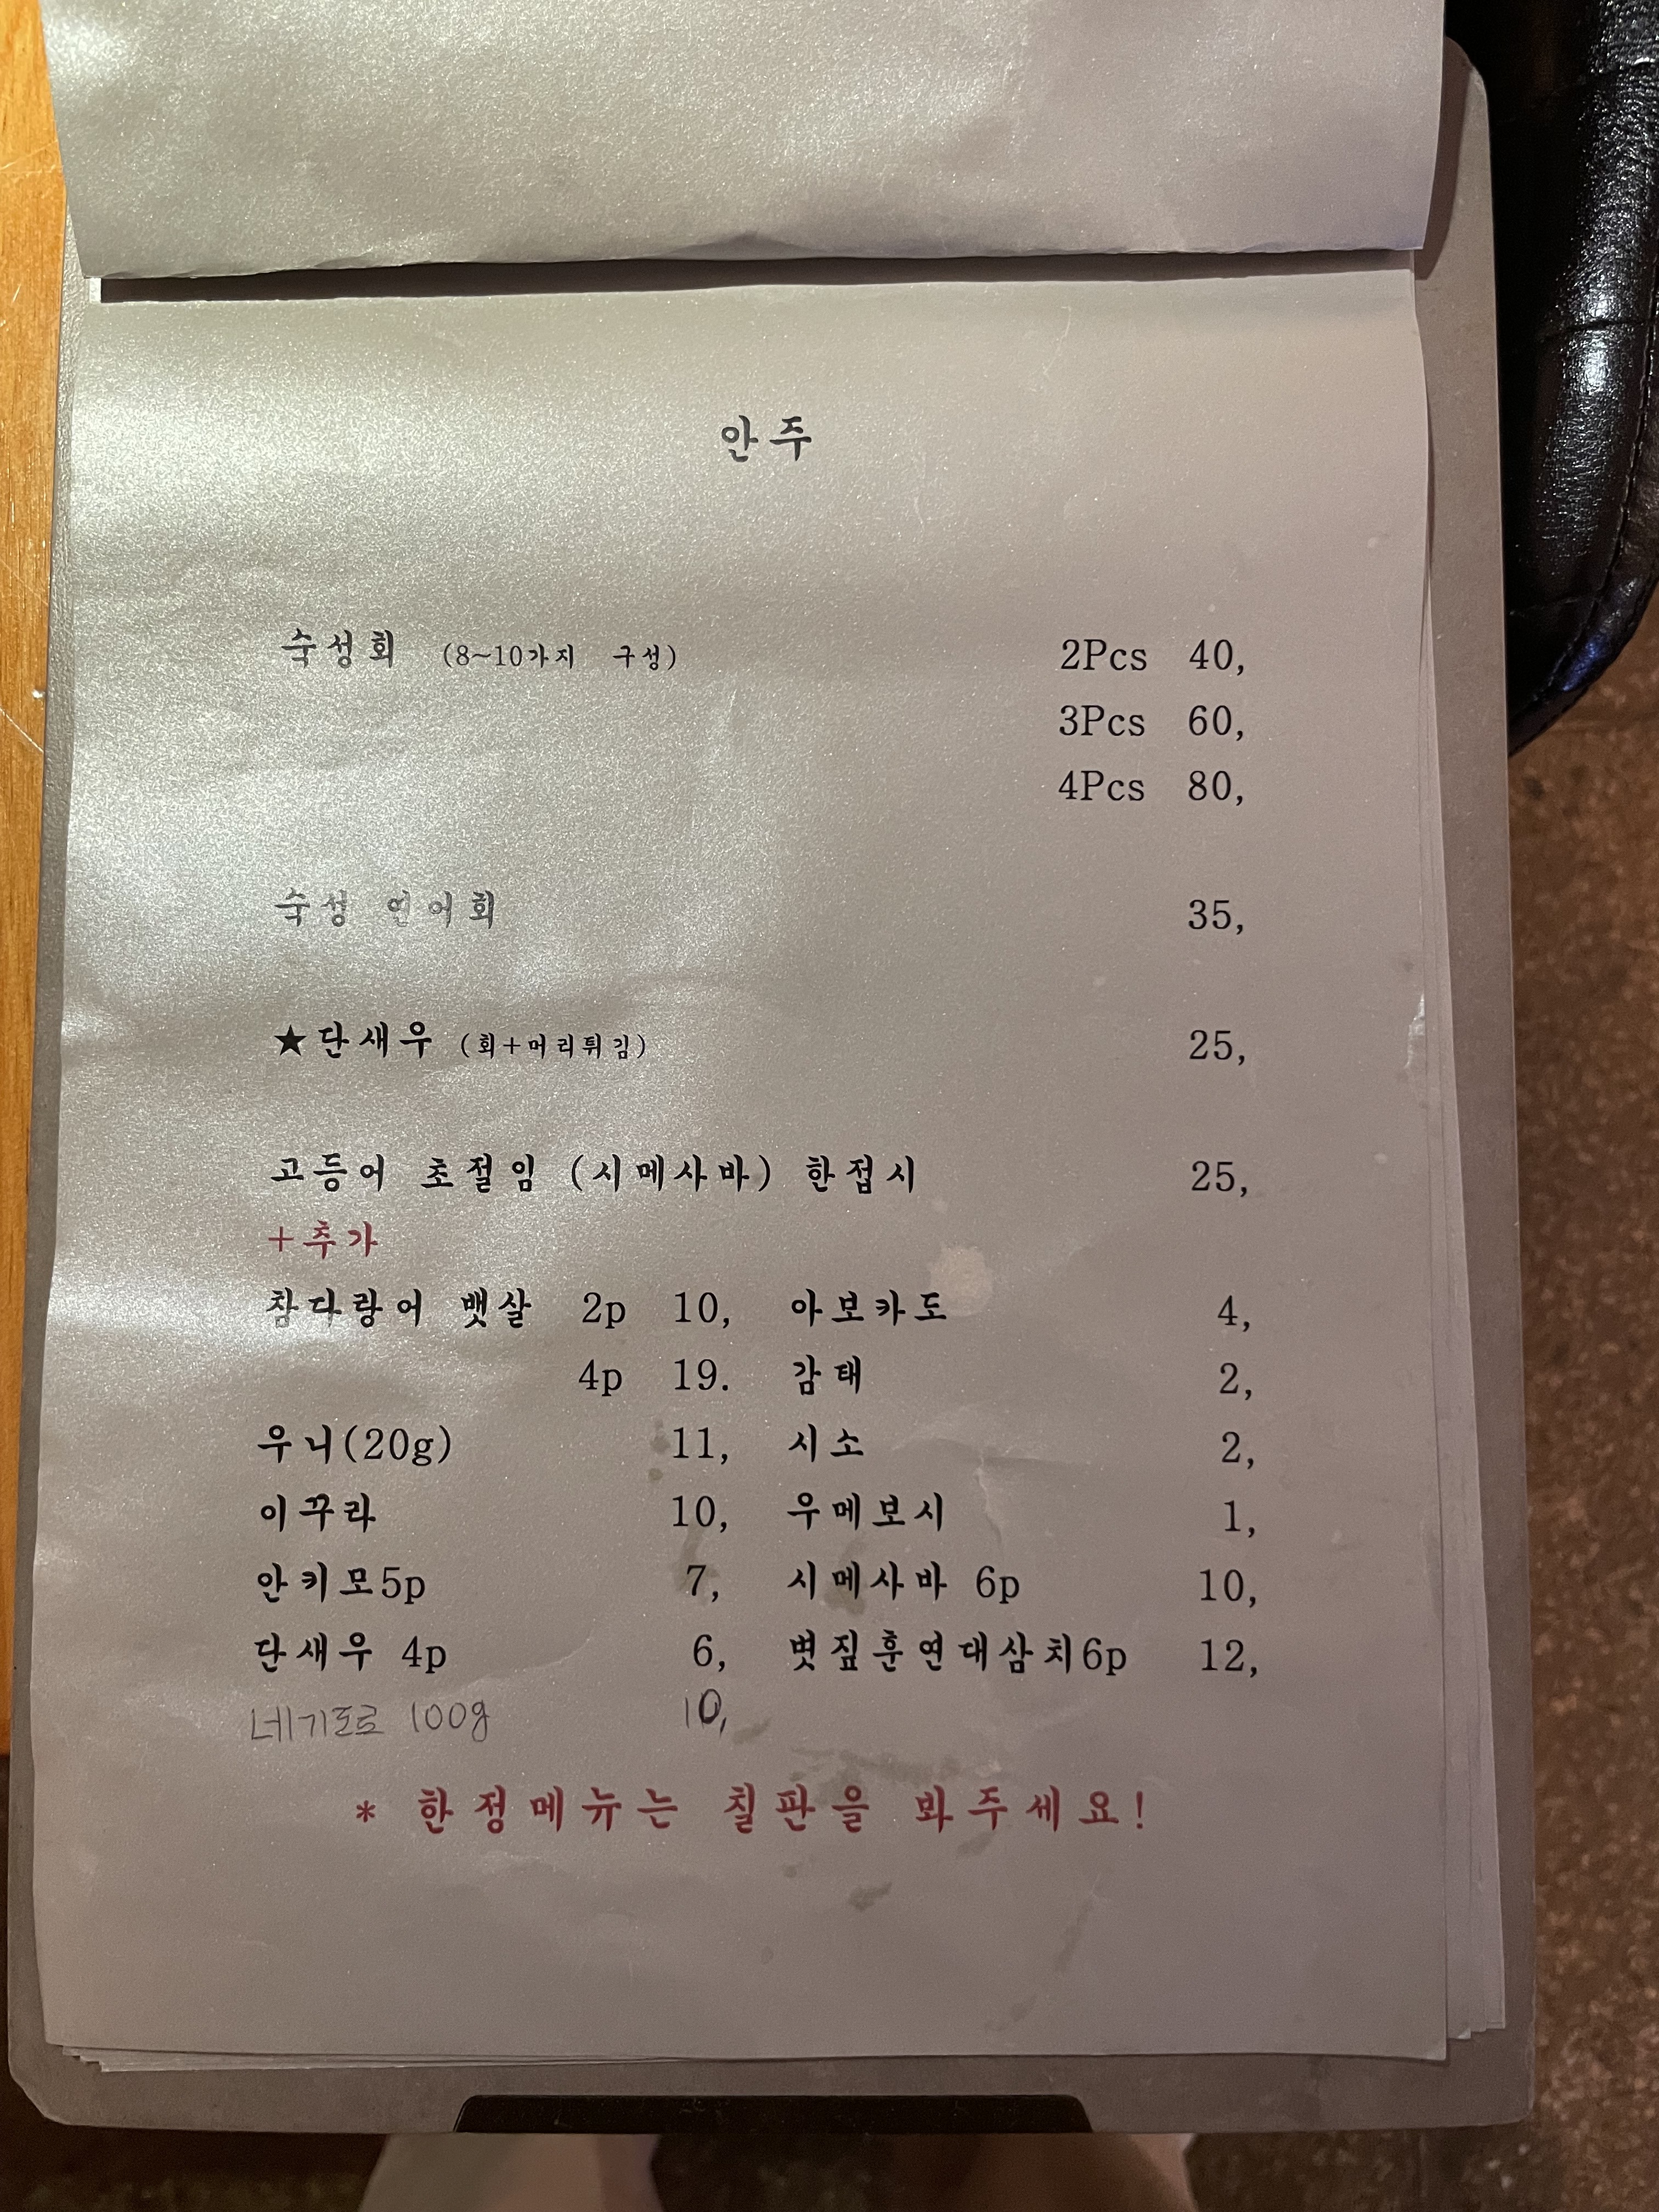 안주
숙성회 (8~10가지 구성) 2Pcs 40,
3Pcs 60,
4Pcs 80,
숙성 연어회 35,
★단새우 (회+머리튀김) 25,
고등어 초절임 (시메사바) 한접시 25,
+추가
참다랑어 뱃살 2p 10, 아보카도 4,
4p 19. 감태 2,
우니(20g) 11, 시소 2,
이꾸라 10, 우메보시 1,
안키모5p 7, 시메사바 6p 10,
단새우 4p 6, 볏짚훈연대삼치6p 12,
네기도로 100g 10,
* 한정메뉴는 칠판을 봐주세요!